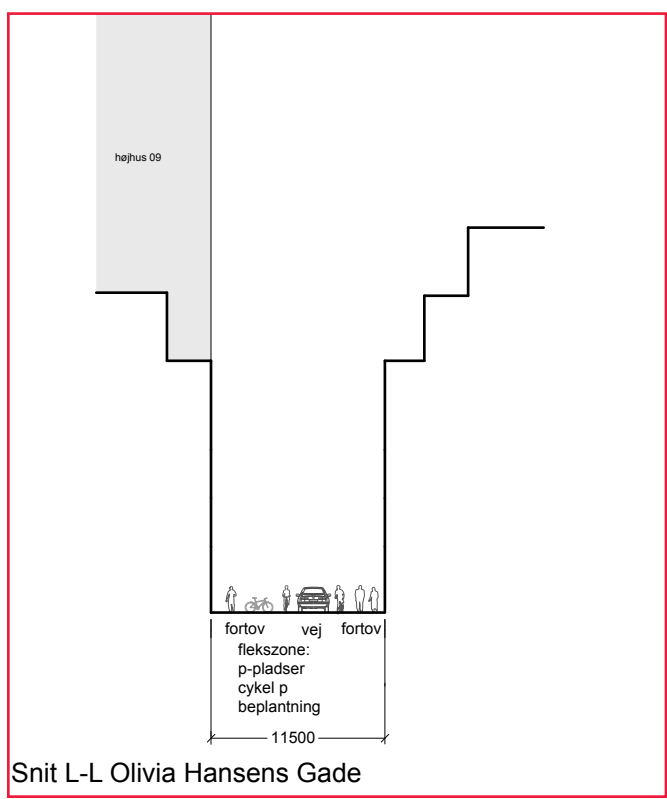 højhus 09
fortov vej fortov
flekszone:
p-pladser
cykel p
beplantning
11500
Snit L-L Olivia Hansens Gade